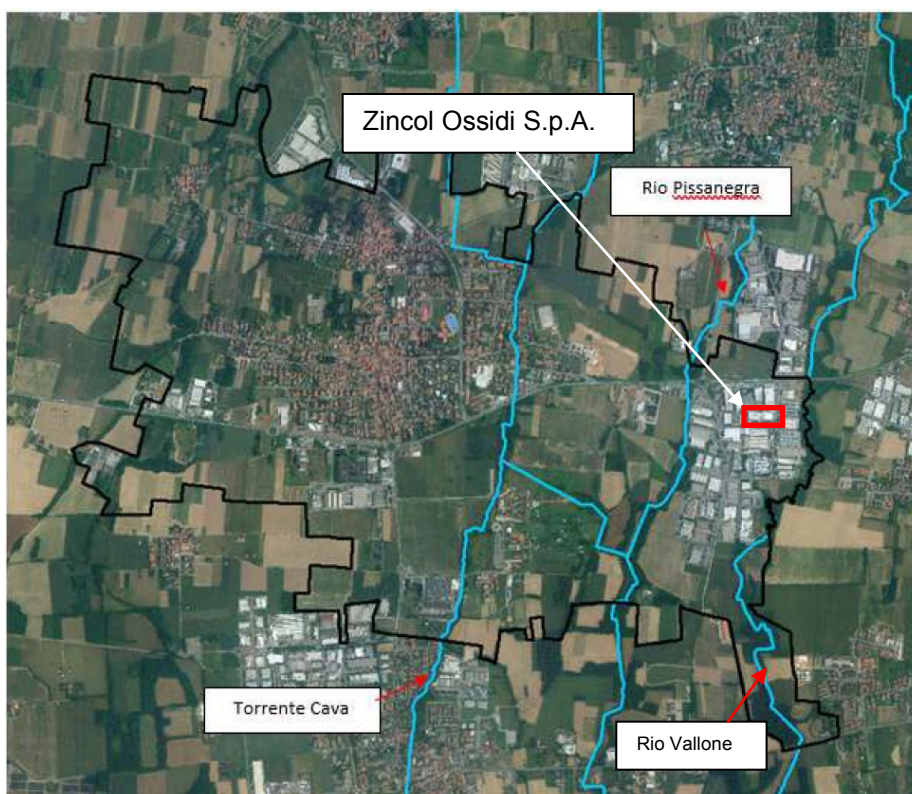 Zincol Ossidi S.p.A.
Rio Pissanegra
Torrente Cava
Rio Vallone